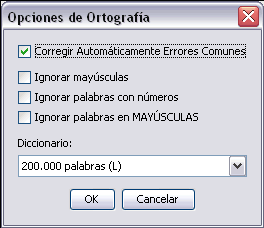 Opciones de Ortografía
Corregir Automáticamente Errores Comunes
Ignorar mayúsculas
Ignorar palabras con números
Ignorar palabras en MAYÚSCULAS
Diccionario:
200.000 palabras (L)
OK Cancelar